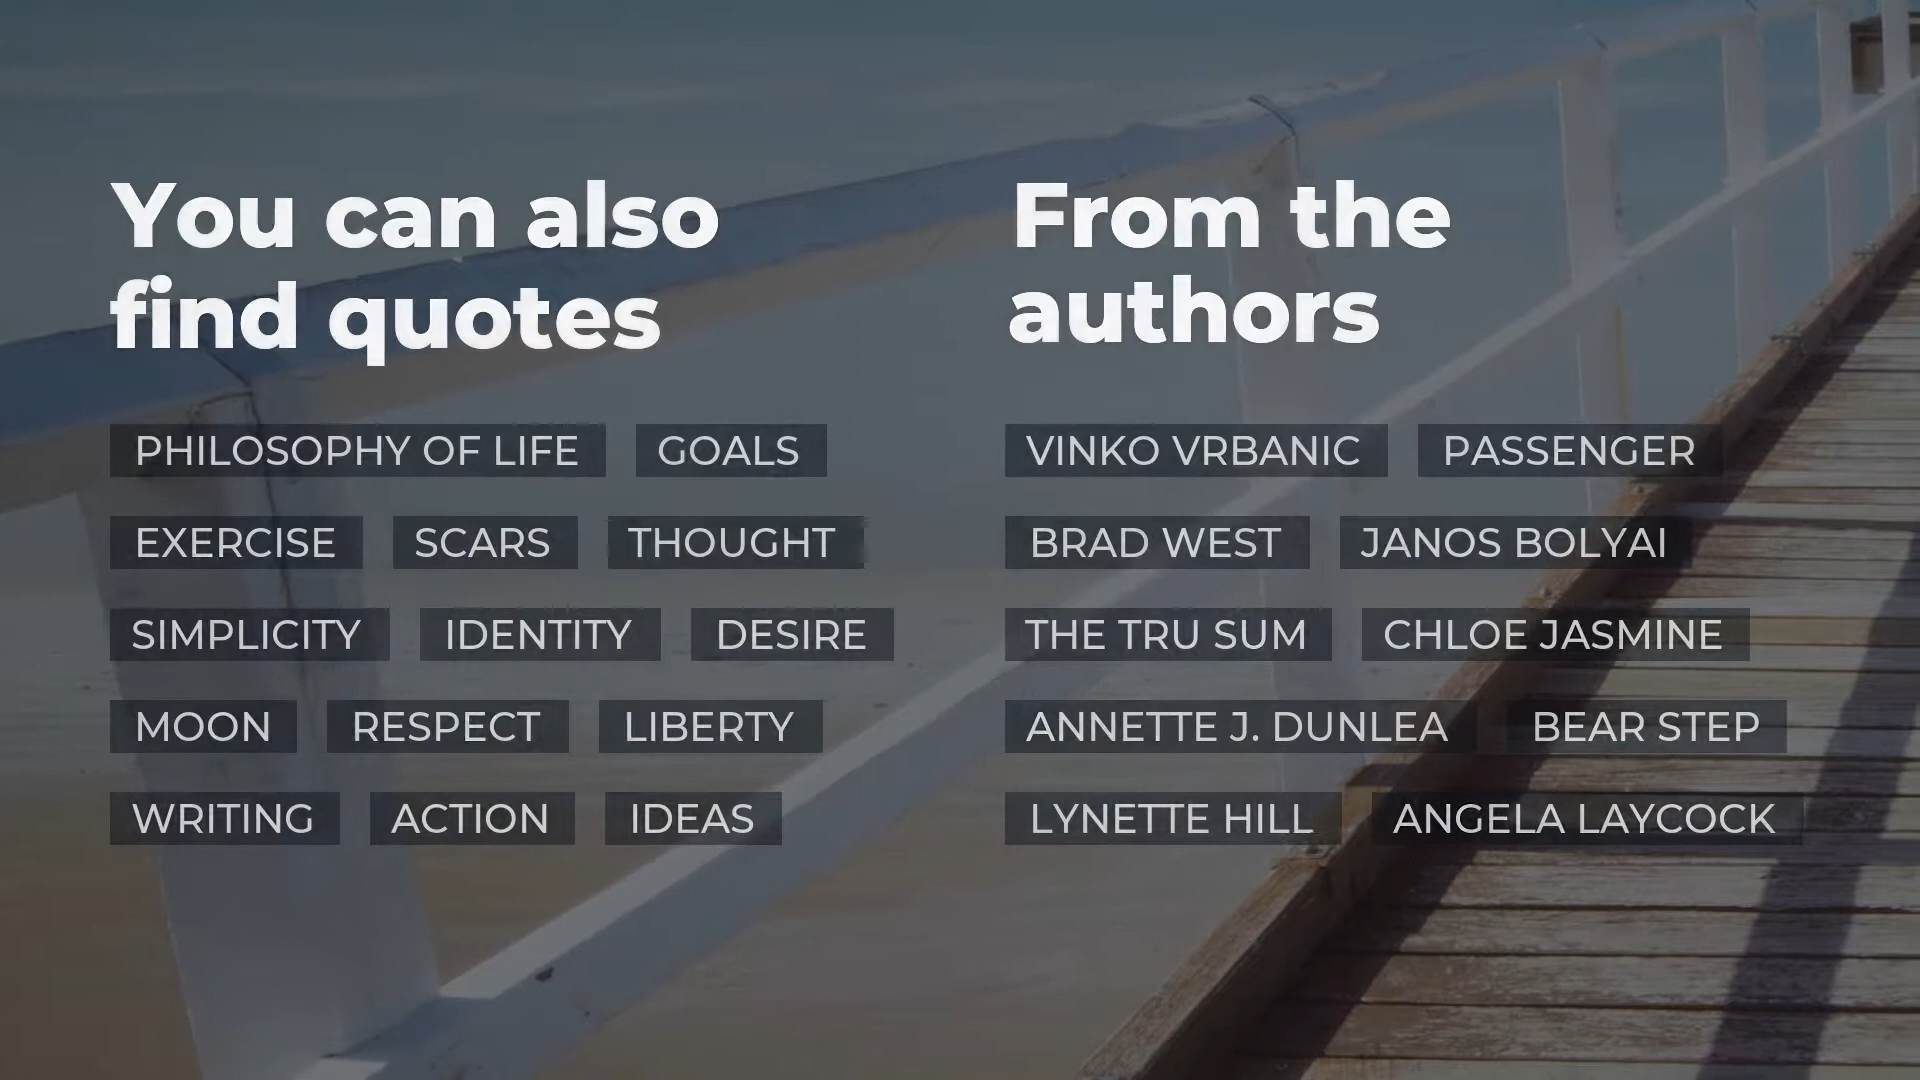 You can also
find quotes
PHILOSOPHY OF LIFE GOALS
EXERCISE SCARS THOUGHT
SIMPLICITY IDENTITY DESIRE
MOON RESPECT LIBERTY
WRITING ACTION IDEAS
From the
authors
VINKO VRBANIC PASSENGER
BRAD WEST JANOS BOLYAI
THE TRU SUM CHLOE JASMINE
ANNETTE J. DUNLEA BEAR STEP
LYNETTE HILL ANGELA LAYCOCK